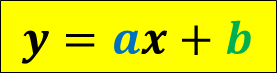 y = ax + b